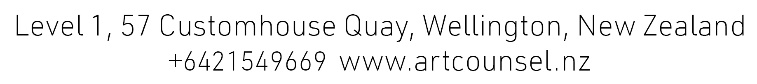 Level 1, 57 Customhouse Quay, Wellington, New Zealand
+6421549669 www.artcounsel.nz